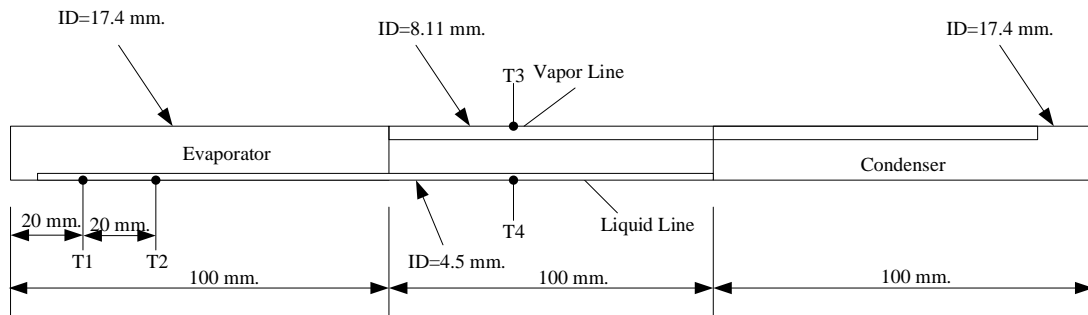 ID=17.4 mm.
ID=8.11 mm.
ID=17.4 mm.
T3
Vapor Line
Evaporator
Condenser
20 mm.
20 mm.
T4
Liquid Line
T1
T2
ID=4.5 mm.
100 mm.
100 mm.
100 mm.